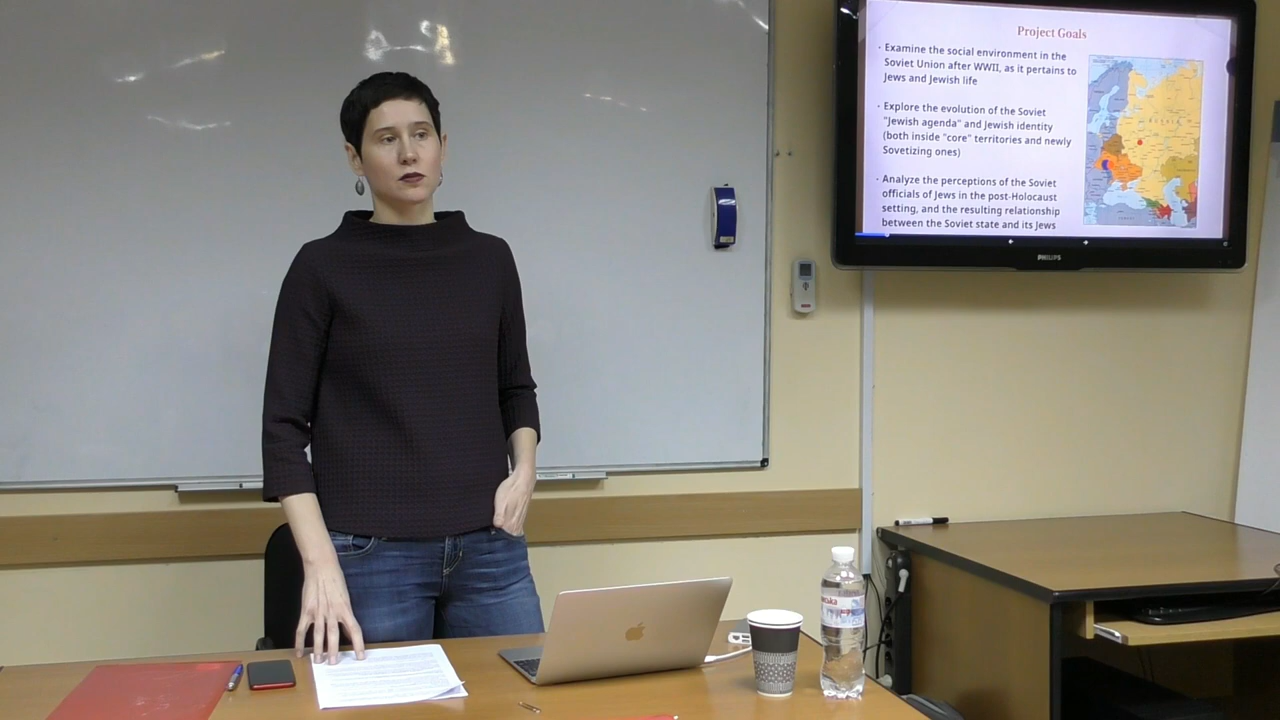 Project Goals
· Examine the social environment in the
Soviet Union after WWII, as it pertains to
Jews and Jewish life
· Explore the evolution of the Soviet
"Jewish agenda" and Jewish identity
(both inside "core" territories and newly
Sovetizing ones)
· Analyze the perceptions of the Soviet
officials of Jews in the post-Holocaust
setting, and the resulting relationship
between the Soviet state and its Jews
PHILIPS